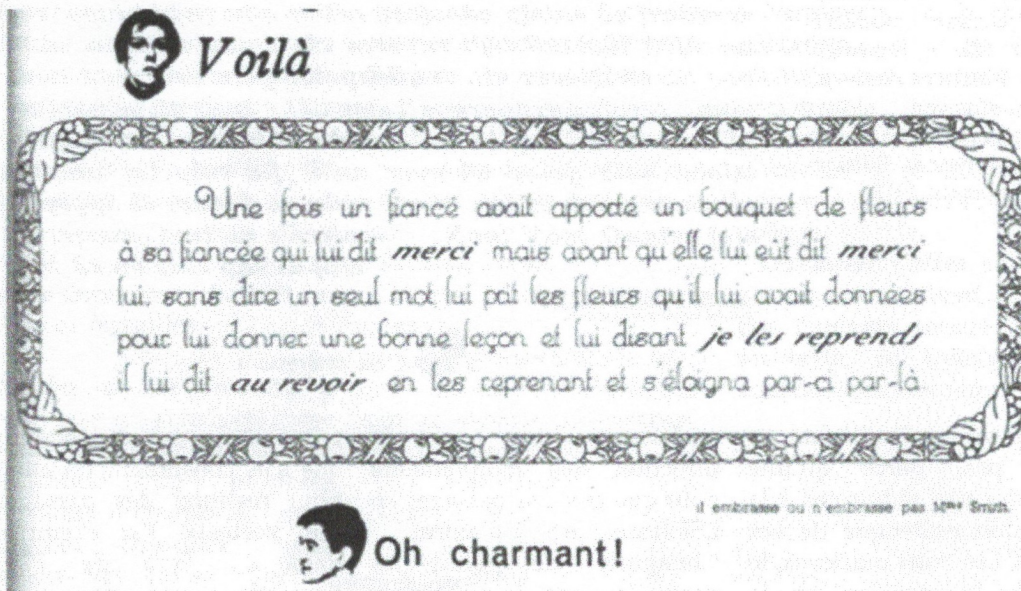 Voilà
Une fois un fiancé avait apporté un bouquet de fleurs
à sa fiancée qui lui dit merci mais avant qu'elle lui eût dit merci
lui, sans dire un seul mot lui prit les fleurs qu'il lui avait données
pour lui donner une bonne leçon et lui disant je les reprends
il lui dit au revoir en les reprenant et s'éloigna par-ci par-là
il embrasse ou n'embrasse pas Mme Smith.
Oh charmant!